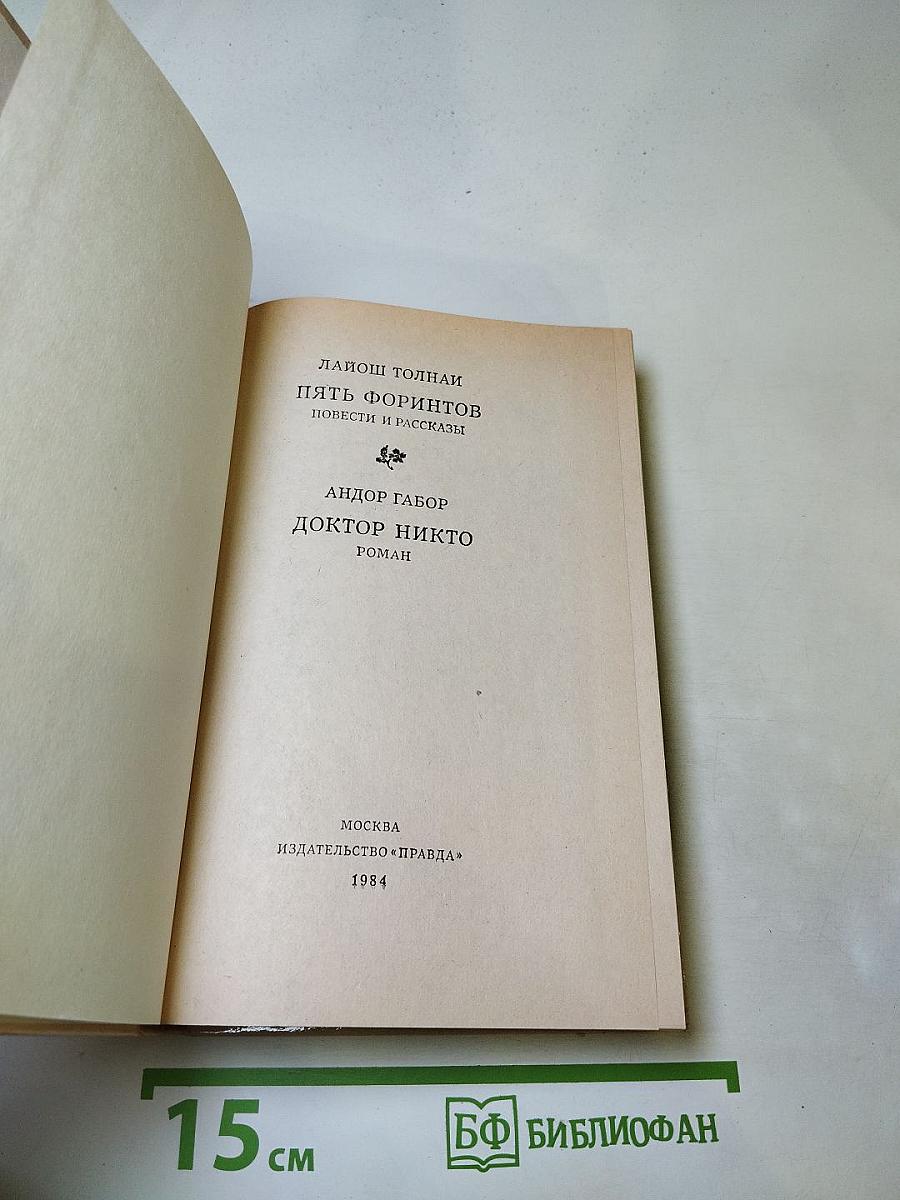 ЛАЙОШ ТОЛНАИ
ПЯТЬ ФОРИНТОВ
ПОВЕСТИ И РАССКАЗЫ
АНДОР ГАБОР
ДОКТОР НИКТО
РОМАН
МОСКВА
ИЗДАТЕЛЬСТВО «ПРАВДА»
1984
15 см
БФ БИБЛИОФАН